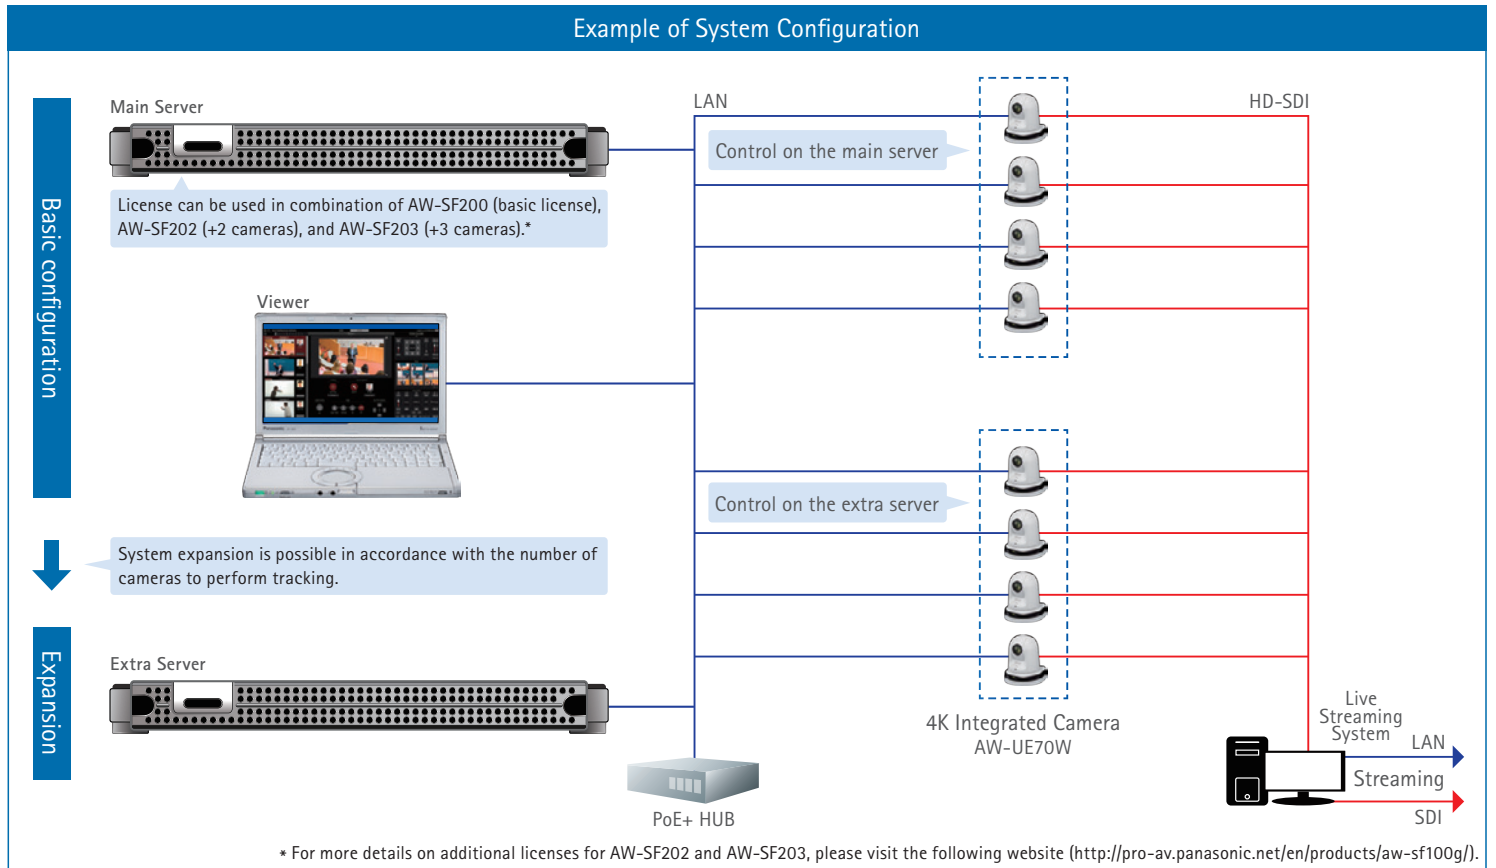 Example of System Configuration
Main Server
LAN
HD-SDI
Control on the main server
License can be used in combination of AW-SF200 (basic license),
AW-SF202 (+2 cameras), and AW-SF203 (+3 cameras).*
Basic configuration
Viewer
Panasonic
Control on the extra server
System expansion is possible in accordance with the number of
cameras to perform tracking.
Expansion
Extra Server
4K Integrated Camera
AW-UE70W
Live
Streaming
System
LAN
Streaming
SDI
PoE+ HUB
* For more details on additional licenses for AW-SF202 and AW-SF203, please visit the following website (http://pro-av.panasonic.net/en/products/aw-sf100g/).